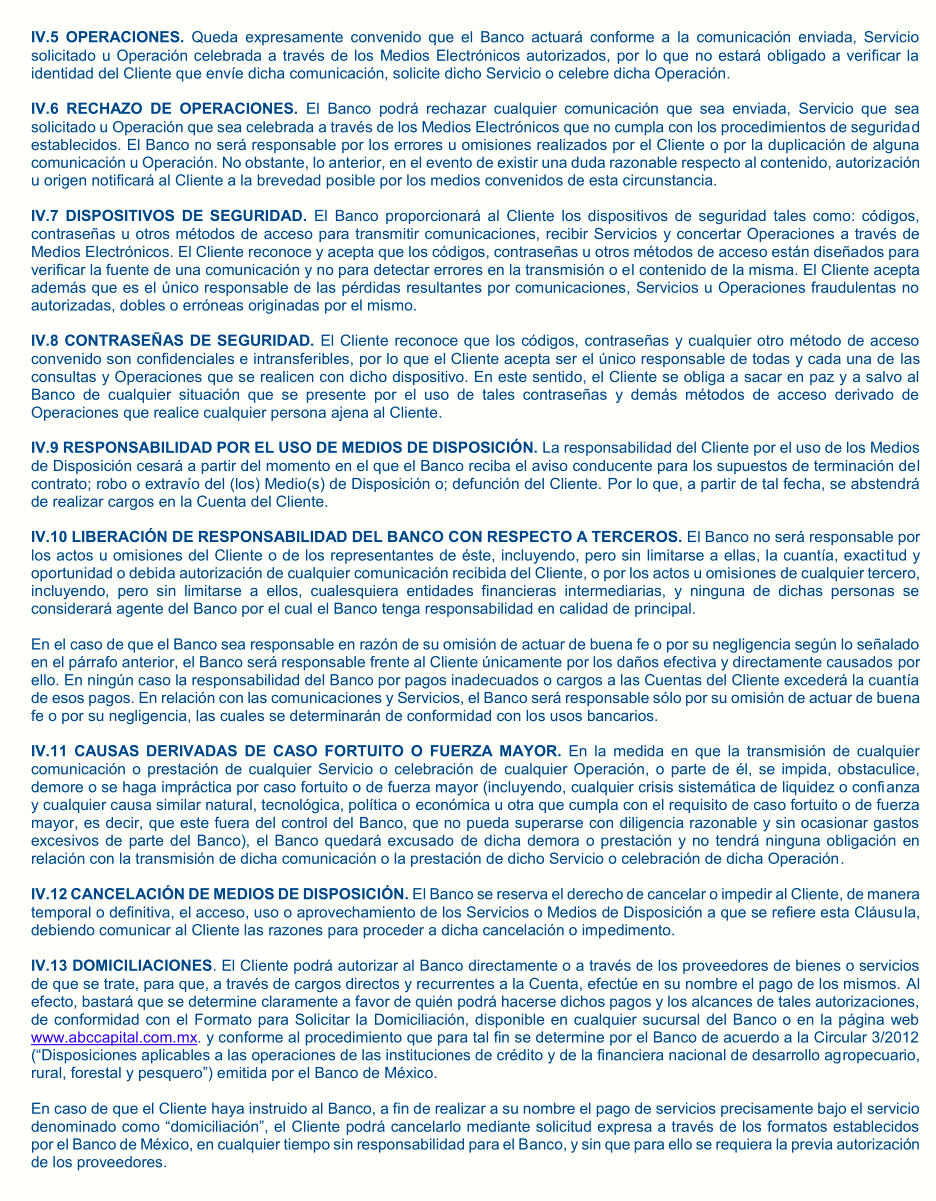 IV.5 OPERACIONES. Queda expresamente convenido que el Banco actuará conforme a la comunicación enviada, Servicio
solicitado u Operación celebrada a través de los Medios Electrónicos autorizados, por lo que no estará obligado a verificar la
identidad del Cliente que envíe dicha comunicación, solicite dicho Servicio o celebre dicha Operación.
IV.6 RECHAZO DE OPERACIONES. El Banco podrá rechazar cualquier comunicación que sea enviada, Servicio que sea
solicitado u Operación que sea celebrada a través de los Medios Electrónicos que no cumpla con los procedimientos de seguridad
establecidos. El Banco no será responsable por los errores u omisiones realizados por el Cliente o por la duplicación de alguna
comunicación u Operación. No obstante, lo anterior, en el evento de existir una duda razonable respecto al contenido, autorización
u origen notificará al Cliente a la brevedad posible por los medios convenidos de esta circunstancia.
IV.7 DISPOSITIVOS DE SEGURIDAD. El Banco proporcionará al Cliente los dispositivos de seguridad tales como: códigos,
contraseñas u otros métodos de acceso para transmitir comunicaciones, recibir Servicios y concertar Operaciones a través de
Medios Electrónicos. El Cliente reconoce y acepta que los códigos, contraseñas u otros métodos de acceso están diseñados para
verificar la fuente de una comunicación y no para detectar errores en la transmisión o el contenido de la misma. El Cliente acepta
además que es el único responsable de las pérdidas resultantes por comunicaciones, Servicios u Operaciones fraudulentas no
autorizadas, dobles o erróneas originadas por el mismo.
IV.8 CONTRASEÑAS DE SEGURIDAD. El Cliente reconoce que los códigos, contraseñas y cualquier otro método de acceso
convenido son confidenciales e intransferibles, por lo que el Cliente acepta ser el único responsable de todas y cada una de las
consultas y Operaciones que se realicen con dicho dispositivo. En este sentido, el Cliente se obliga a sacar en paz y a salvo al
Banco de cualquier situación que se presente por el uso de tales contraseñas y demás métodos de acceso derivado de
Operaciones que realice cualquier persona ajena al Cliente.
IV.9 RESPONSABILIDAD POR EL USO DE MEDIOS DE DISPOSICIÓN. La responsabilidad del Cliente por el uso de los Medios
de Disposición cesará a partir del momento en el que el Banco reciba el aviso conducente para los supuestos de terminación del
contrato; robo o extravío del (los) Medio(s) de Disposición o; defunción del Cliente. Por lo que, a partir de tal fecha, se abstendrá
de realizar cargos en la Cuenta del Cliente.
IV.10 LIBERACIÓN DE RESPONSABILIDAD DEL BANCO CON RESPECTO A TERCEROS. El Banco no será responsable por
los actos u omisiones del Cliente o de los representantes de éste, incluyendo, pero sin limitarse a ellas, la cuantía, exactitud y
oportunidad o debida autorización de cualquier comunicación recibida del Cliente, o por los actos u omisiones de cualquier tercero,
incluyendo, pero sin limitarse a ellos, cualesquiera entidades financieras intermediarias, y ninguna de dichas personas se
considerará agente del Banco por el cual el Banco tenga responsabilidad en calidad de principal.
En el caso de que el Banco sea responsable en razón de su omisión de actuar de buena fe o por su negligencia según lo señalado
en el párrafo anterior, el Banco será responsable frente al Cliente únicamente por los daños efectiva y directamente causados por
ello. En ningún caso la responsabilidad del Banco por pagos inadecuados o cargos a las Cuentas del Cliente excederá la cuantía
de esos pagos. En relación con las comunicaciones y Servicios, el Banco será responsable sólo por su omisión de actuar de buena
fe o por su negligencia, las cuales se determinarán de conformidad con los usos bancarios.
IV.11 CAUSAS DERIVADAS DE CASO FORTUITO O FUERZA MAYOR. En la medida en que la transmisión de cualquier
comunicación o prestación de cualquier Servicio o celebración de cualquier Operación, o parte de él, se impida, obstaculice,
demore o se haga impráctica por caso fortuito o de fuerza mayor (incluyendo, cualquier crisis sistemática de liquidez o confianza
y cualquier causa similar natural, tecnológica, política o económica u otra que cumpla con el requisito de caso fortuito o de fuerza
mayor, es decir, que este fuera del control del Banco, que no pueda superarse con diligencia razonable y sin ocasionar gastos
excesivos de parte del Banco), el Banco quedará excusado de dicha demora o prestación y no tendrá ninguna obligación en
relación con la transmisión de dicha comunicación o la prestación de dicho Servicio o celebración de dicha Operación.
IV.12 CANCELACIÓN DE MEDIOS DE DISPOSICIÓN. El Banco se reserva el derecho de cancelar o impedir al Cliente, de manera
temporal o definitiva, el acceso, uso o aprovechamiento de los Servicios o Medios de Disposición a que se refiere esta Cláusula,
debiendo comunicar al Cliente las razones para proceder a dicha cancelación o impedimento.
IV.13 DOMICILIACIONES. El Cliente podrá autorizar al Banco directamente o a través de los proveedores de bienes o servicios
de que se trate, para que, a través de cargos directos y recurrentes a la Cuenta, efectúe en su nombre el pago de los mismos. Al
efecto, bastará que se determine claramente a favor de quién podrá hacerse dichos pagos y los alcances de tales autorizaciones,
de conformidad con el Formato para Solicitar la Domiciliación, disponible en cualquier sucursal del Banco o en la página web
www.abccapital.com.mx. y conforme al procedimiento que para tal fin se determine por el Banco de acuerdo a la Circular 3/2012
(“Disposiciones aplicables a las operaciones de las instituciones de crédito y de la financiera nacional de desarrollo agropecuario,
rural, forestal y pesquero”) emitida por el Banco de México.
En caso de que el Cliente haya instruido al Banco, a fin de realizar a su nombre el pago de servicios precisamente bajo el servicio
denominado como “domiciliación”, el Cliente podrá cancelarlo mediante solicitud expresa a través de los formatos establecidos
por el Banco de México, en cualquier tiempo sin responsabilidad para el Banco, y sin que para ello se requiera la previa autorización
de los proveedores.